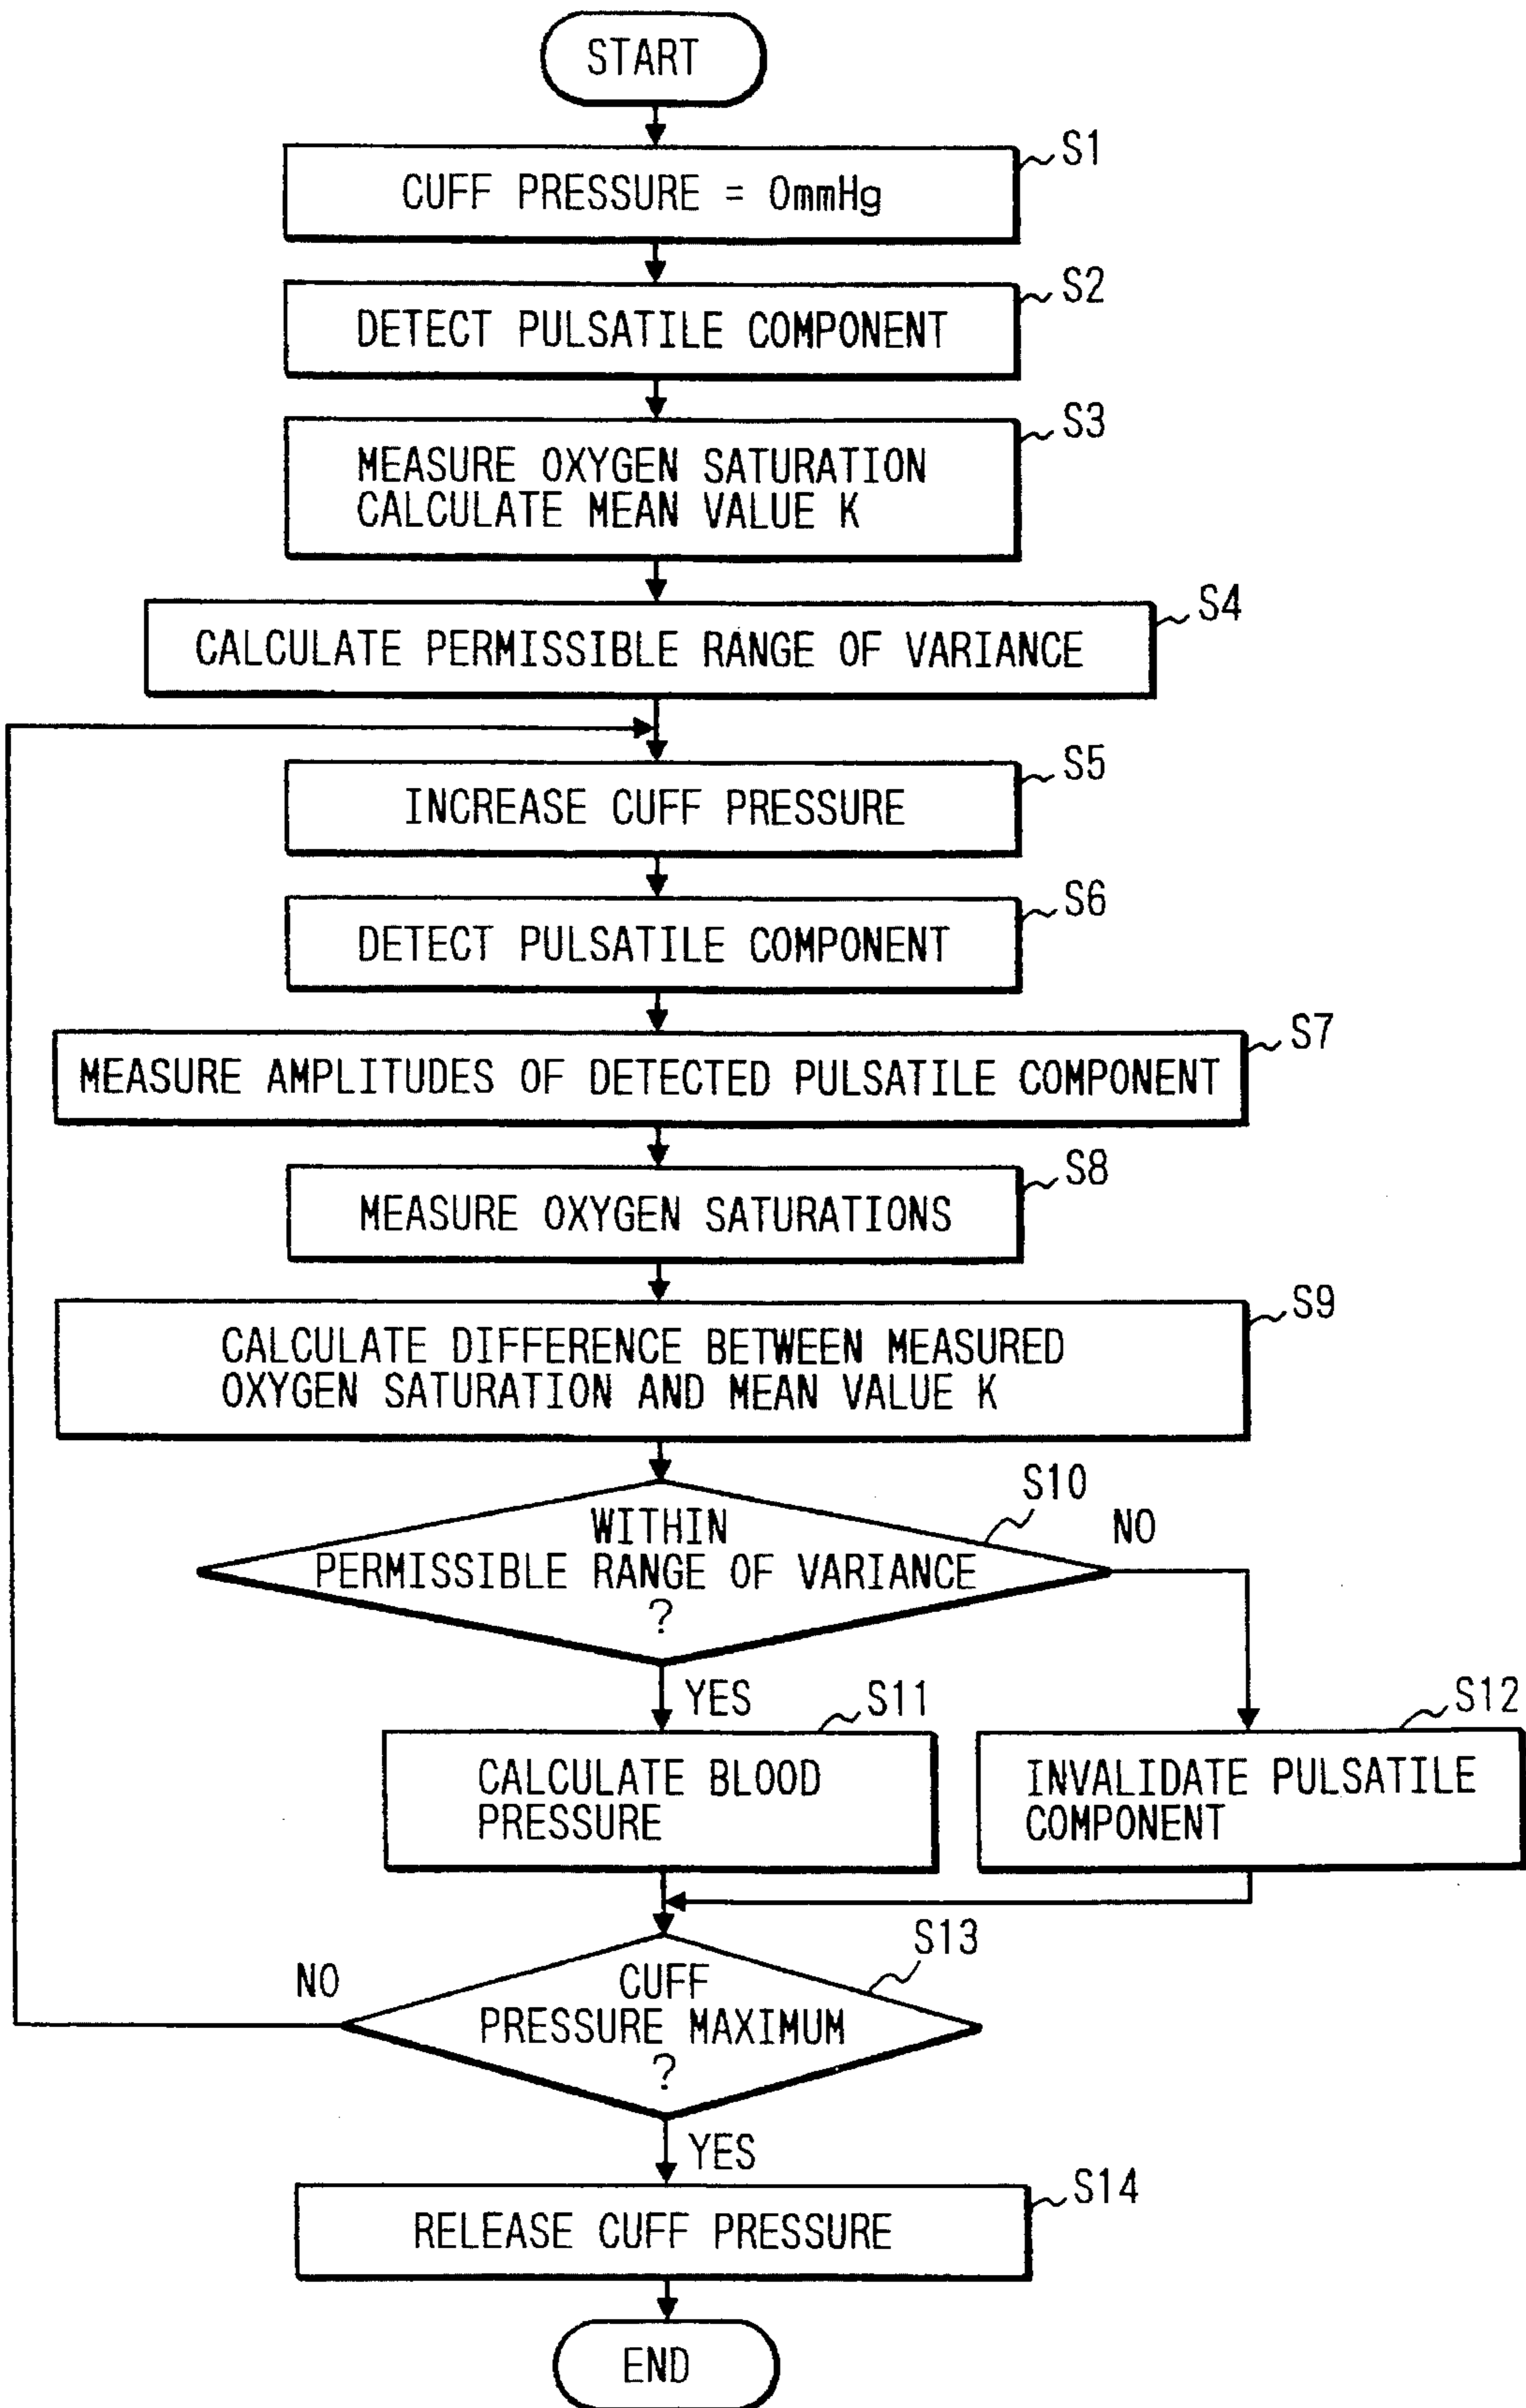 START
S1
CUFF PRESSURE = 0mmHg
S2
DETECT PULSATILE COMPONENT
S3
MEASURE OXYGEN SATURATION
CALCULATE MEAN VALUE K
S4
CALCULATE PERMISSIBLE RANGE OF VARIANCE
S5
INCREASE CUFF PRESSURE
S6
DETECT PULSATILE COMPONENT
S7
MEASURE AMPLITUDES OF DETECTED PULSATILE COMPONENT
S8
MEASURE OXYGEN SATURATIONS
S9
CALCULATE DIFFERENCE BETWEEN MEASURED
OXYGEN SATURATION AND MEAN VALUE K
S10
WITHIN
PERMISSIBLE RANGE OF VARIANCE
?
NO
YES
S11
CALCULATE BLOOD
PRESSURE
S12
INVALIDATE PULSATILE
COMPONENT
S13
CUFF
PRESSURE MAXIMUM
?
NO
YES
S14
RELEASE CUFF PRESSURE
END